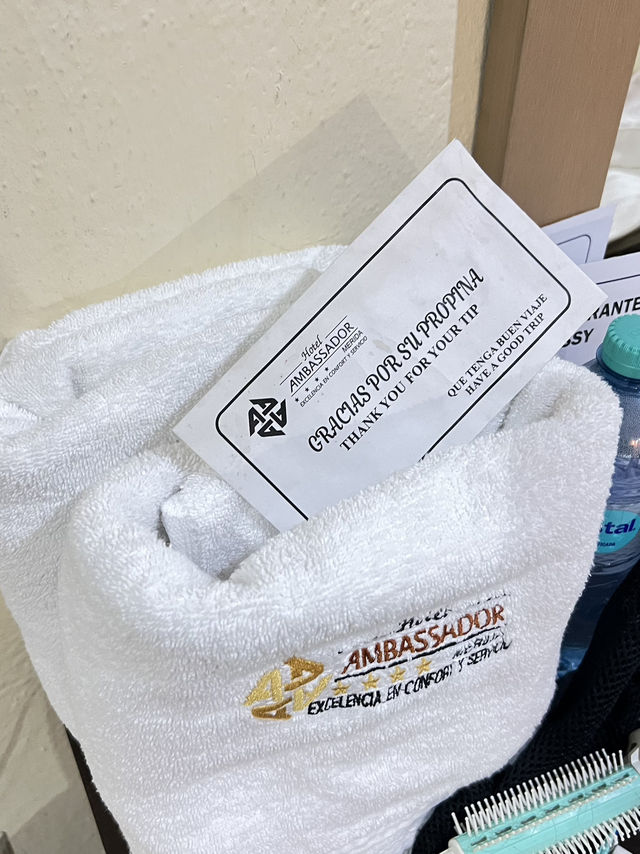 Hotel
AMBASSADOR
MERIDA
EXCELENCIA EN CONFORT Y SERVICIO
GRACIAS POR SU PROPINA
THANK YOU FOR YOUR TIP
QUE TENGA BUEN VIAJE
HAVE A GOOD TRIP
Hotel
AMBASSADOR
EXCELENCIA EN CONFORT Y SERVICIO